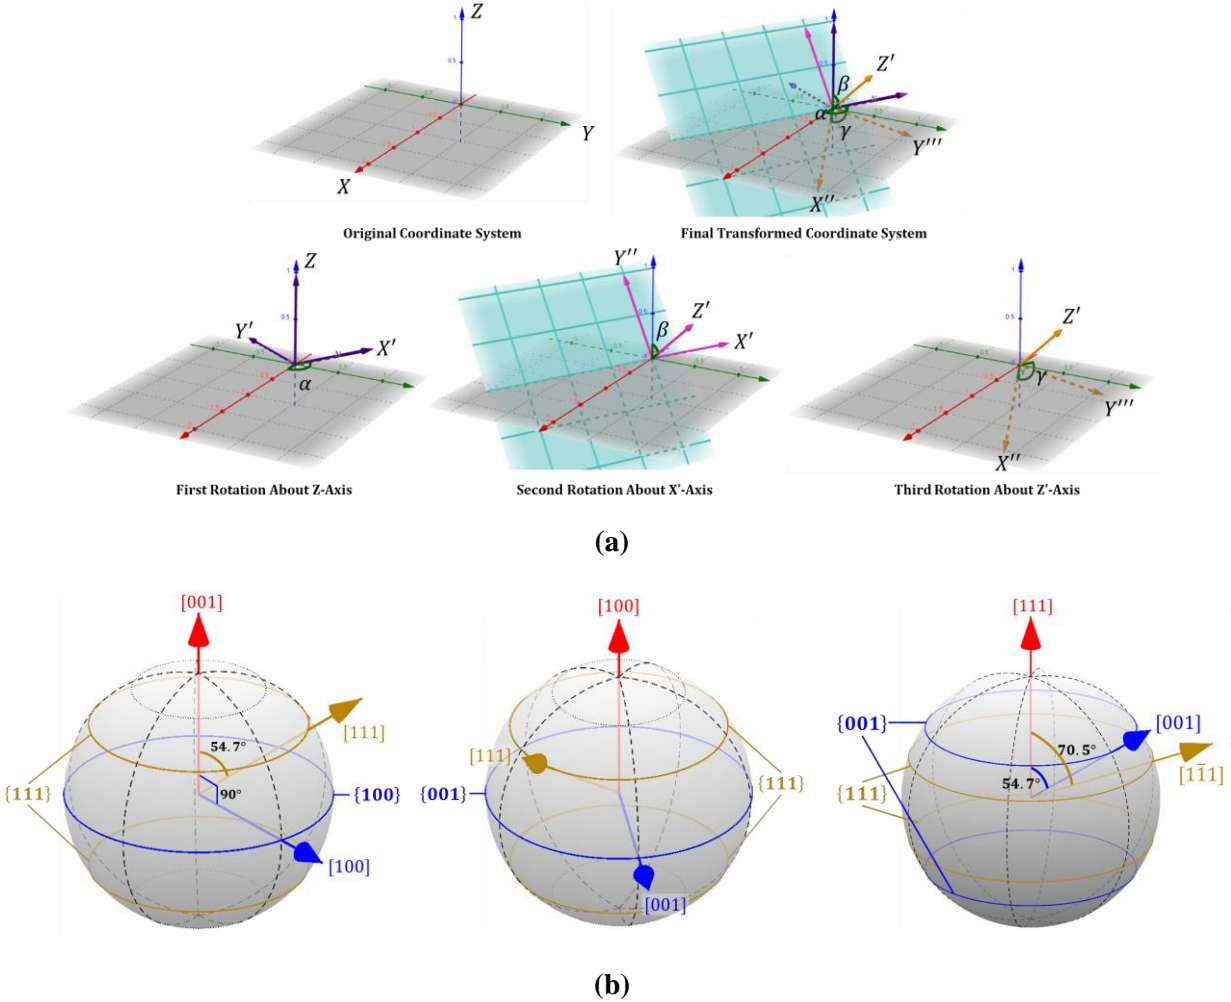 Z
Y
X
Original Coordinate System
Z'
β
α
γ
Y'''
X''
Final Transformed Coordinate System
Z
Y'
X'
α
First Rotation About Z-Axis
Y''
β
Z'
X'
Second Rotation About X'-Axis
Z'
γ
Y'''
X''
Third Rotation About Z'-Axis
(a)
[001]
[111]
54.7°
90°
{111}
{100}
[100]
[100]
[111]
{001}
{111}
[001]
[111]
{001}
[001]
70.5°
54.7°
[11̄1]
{111}
(b)